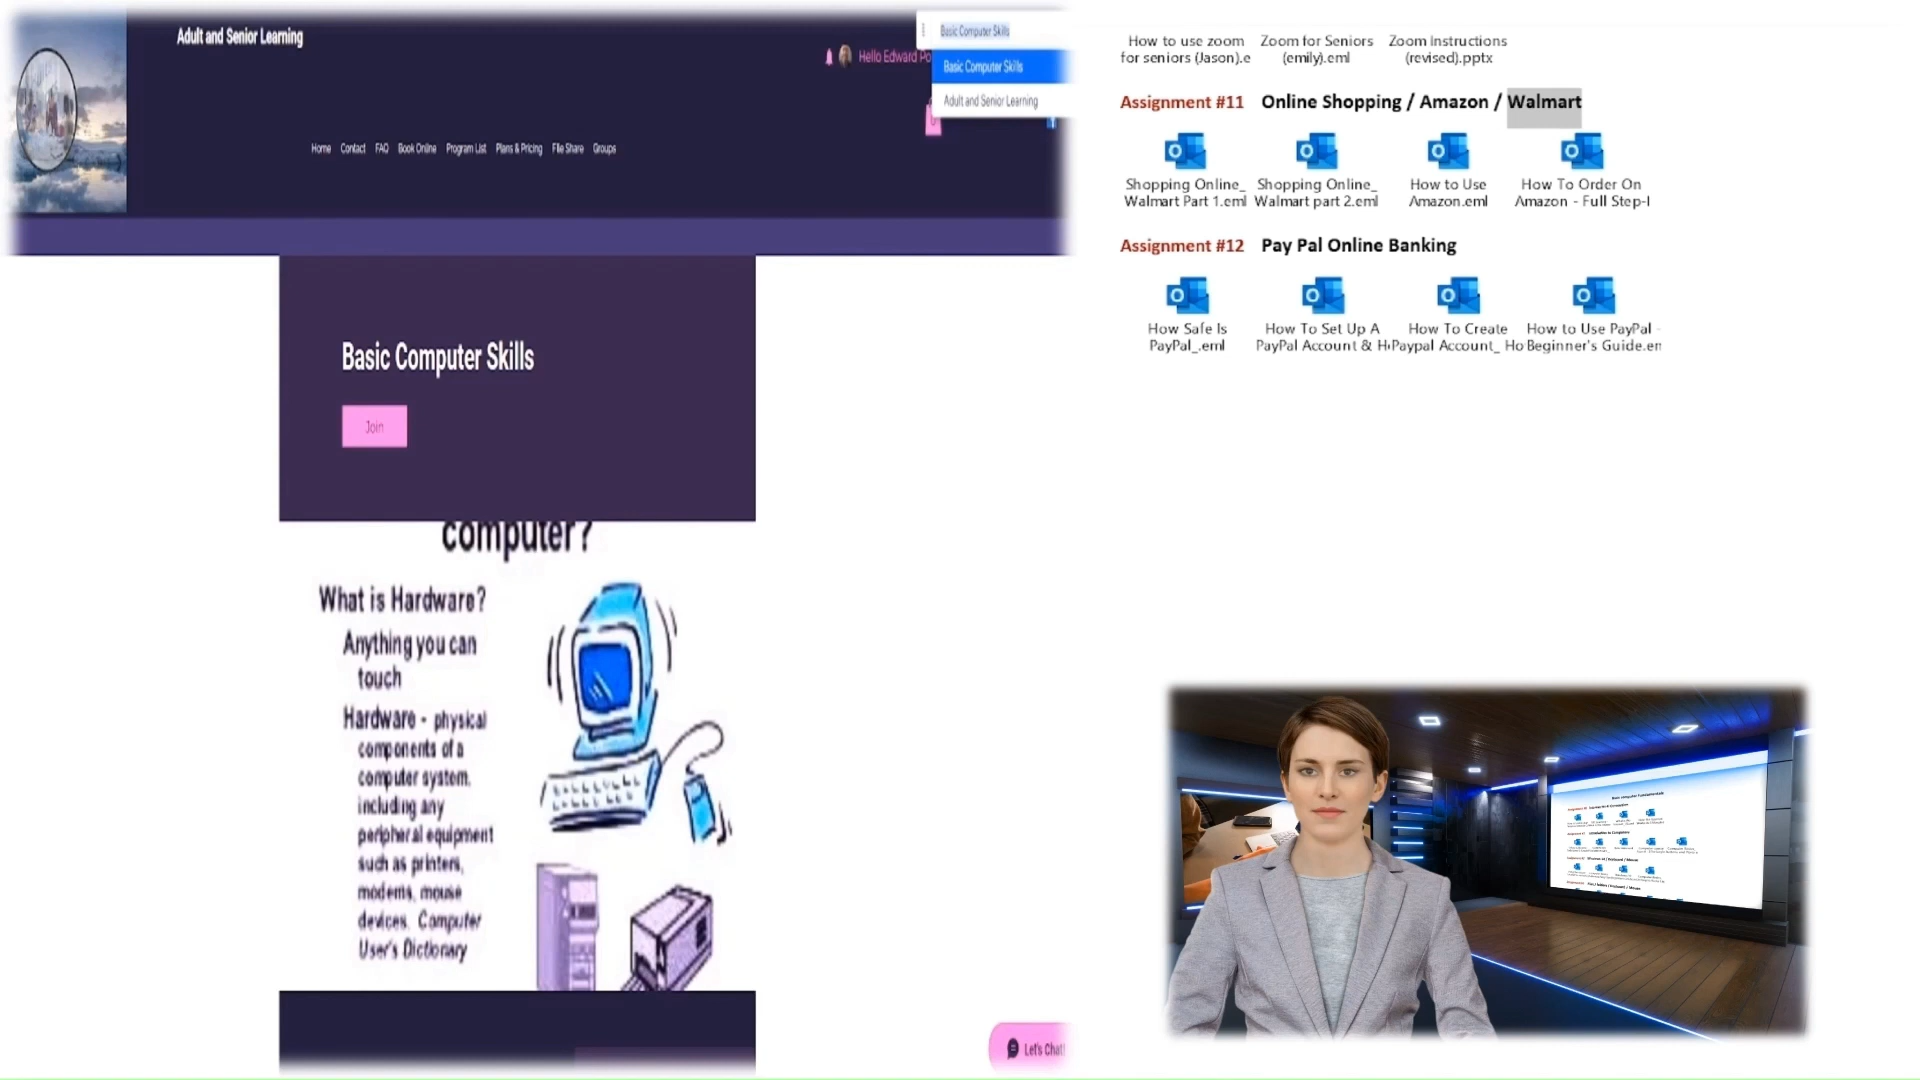 Adult and Senior Learning
Hello Edward Po
Basic Computer Skills
Basic Computer Skills
Adult and Senior Learning
Home Contact FAQ Book Online Program List Plans & Pricing File Share Groups
Basic Computer Skills
Join
computer?
What is Hardware?
Anything you can
touch
Hardware - physical
components of a
computer system,
including any
peripheral equipment
such as printers,
modems, mouse
devices. Computer
User's Dictionary
Let's Chat!
How to use zoom
for seniors (Jason).e
Zoom for Seniors
(emily).eml
Zoom Instructions
(revised).pptx
Assignment #11 Online Shopping / Amazon / Walmart
Shopping Online_
Walmart Part 1.eml
Shopping Online_
Walmart part 2.eml
How to Use
Amazon.eml
How To Order On
Amazon - Full Step-I
Assignment #12 Pay Pal Online Banking
How Safe Is
PayPal_.eml
How To Set Up A
PayPal Account & H
How To Create
Paypal Account_ Ho
How to Use PayPal -
Beginner's Guide.en